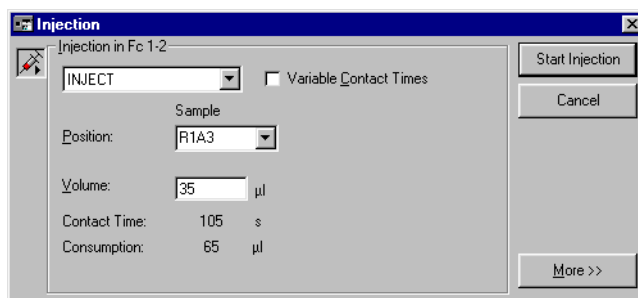 Injection
Injection in Fc 1-2
Start Injection
INJECT
Variable Contact Times
Cancel
Sample
Position: R1A3
Volume: 35 µl
Contact Time: 105 s
Consumption: 65 µl
More >>